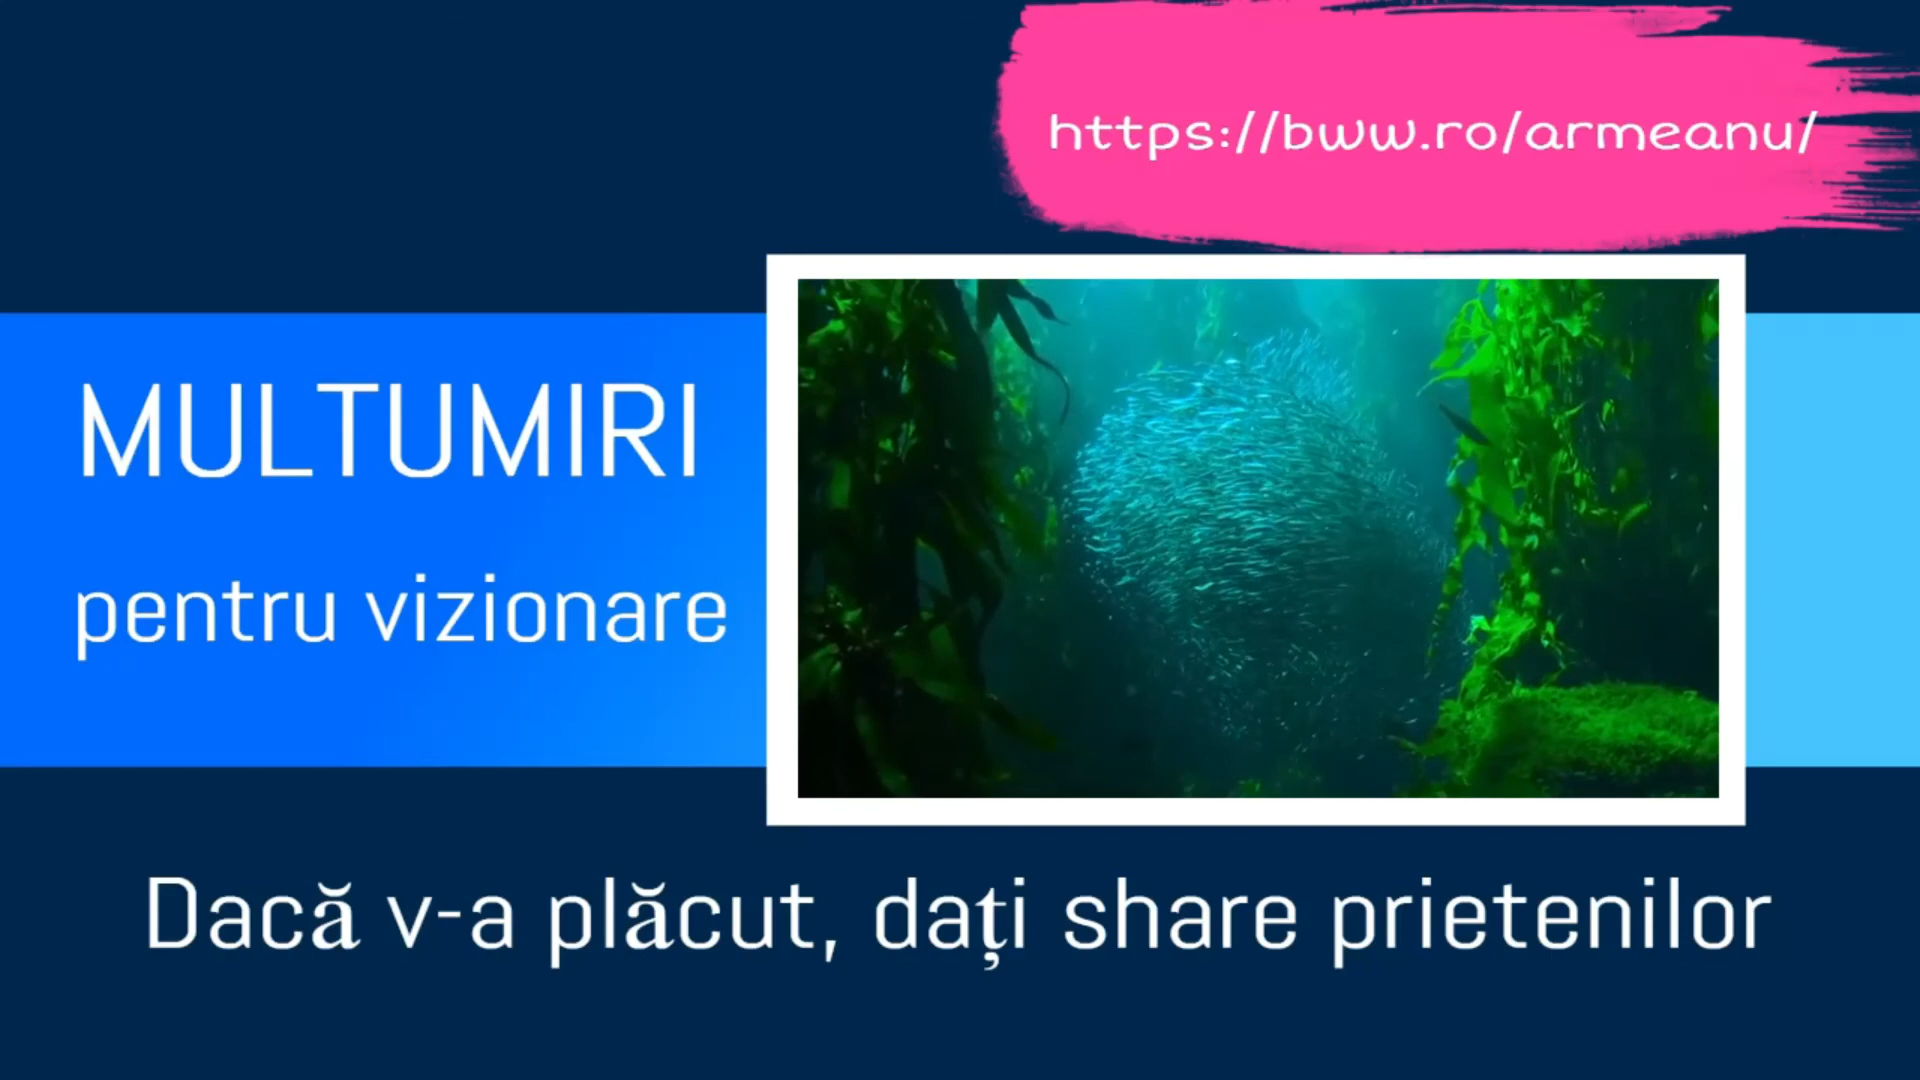 https://bww.ro/armeanu/
MULTUMIRI
pentru vizionare
Dacă v-a plăcut, dați share prietenilor